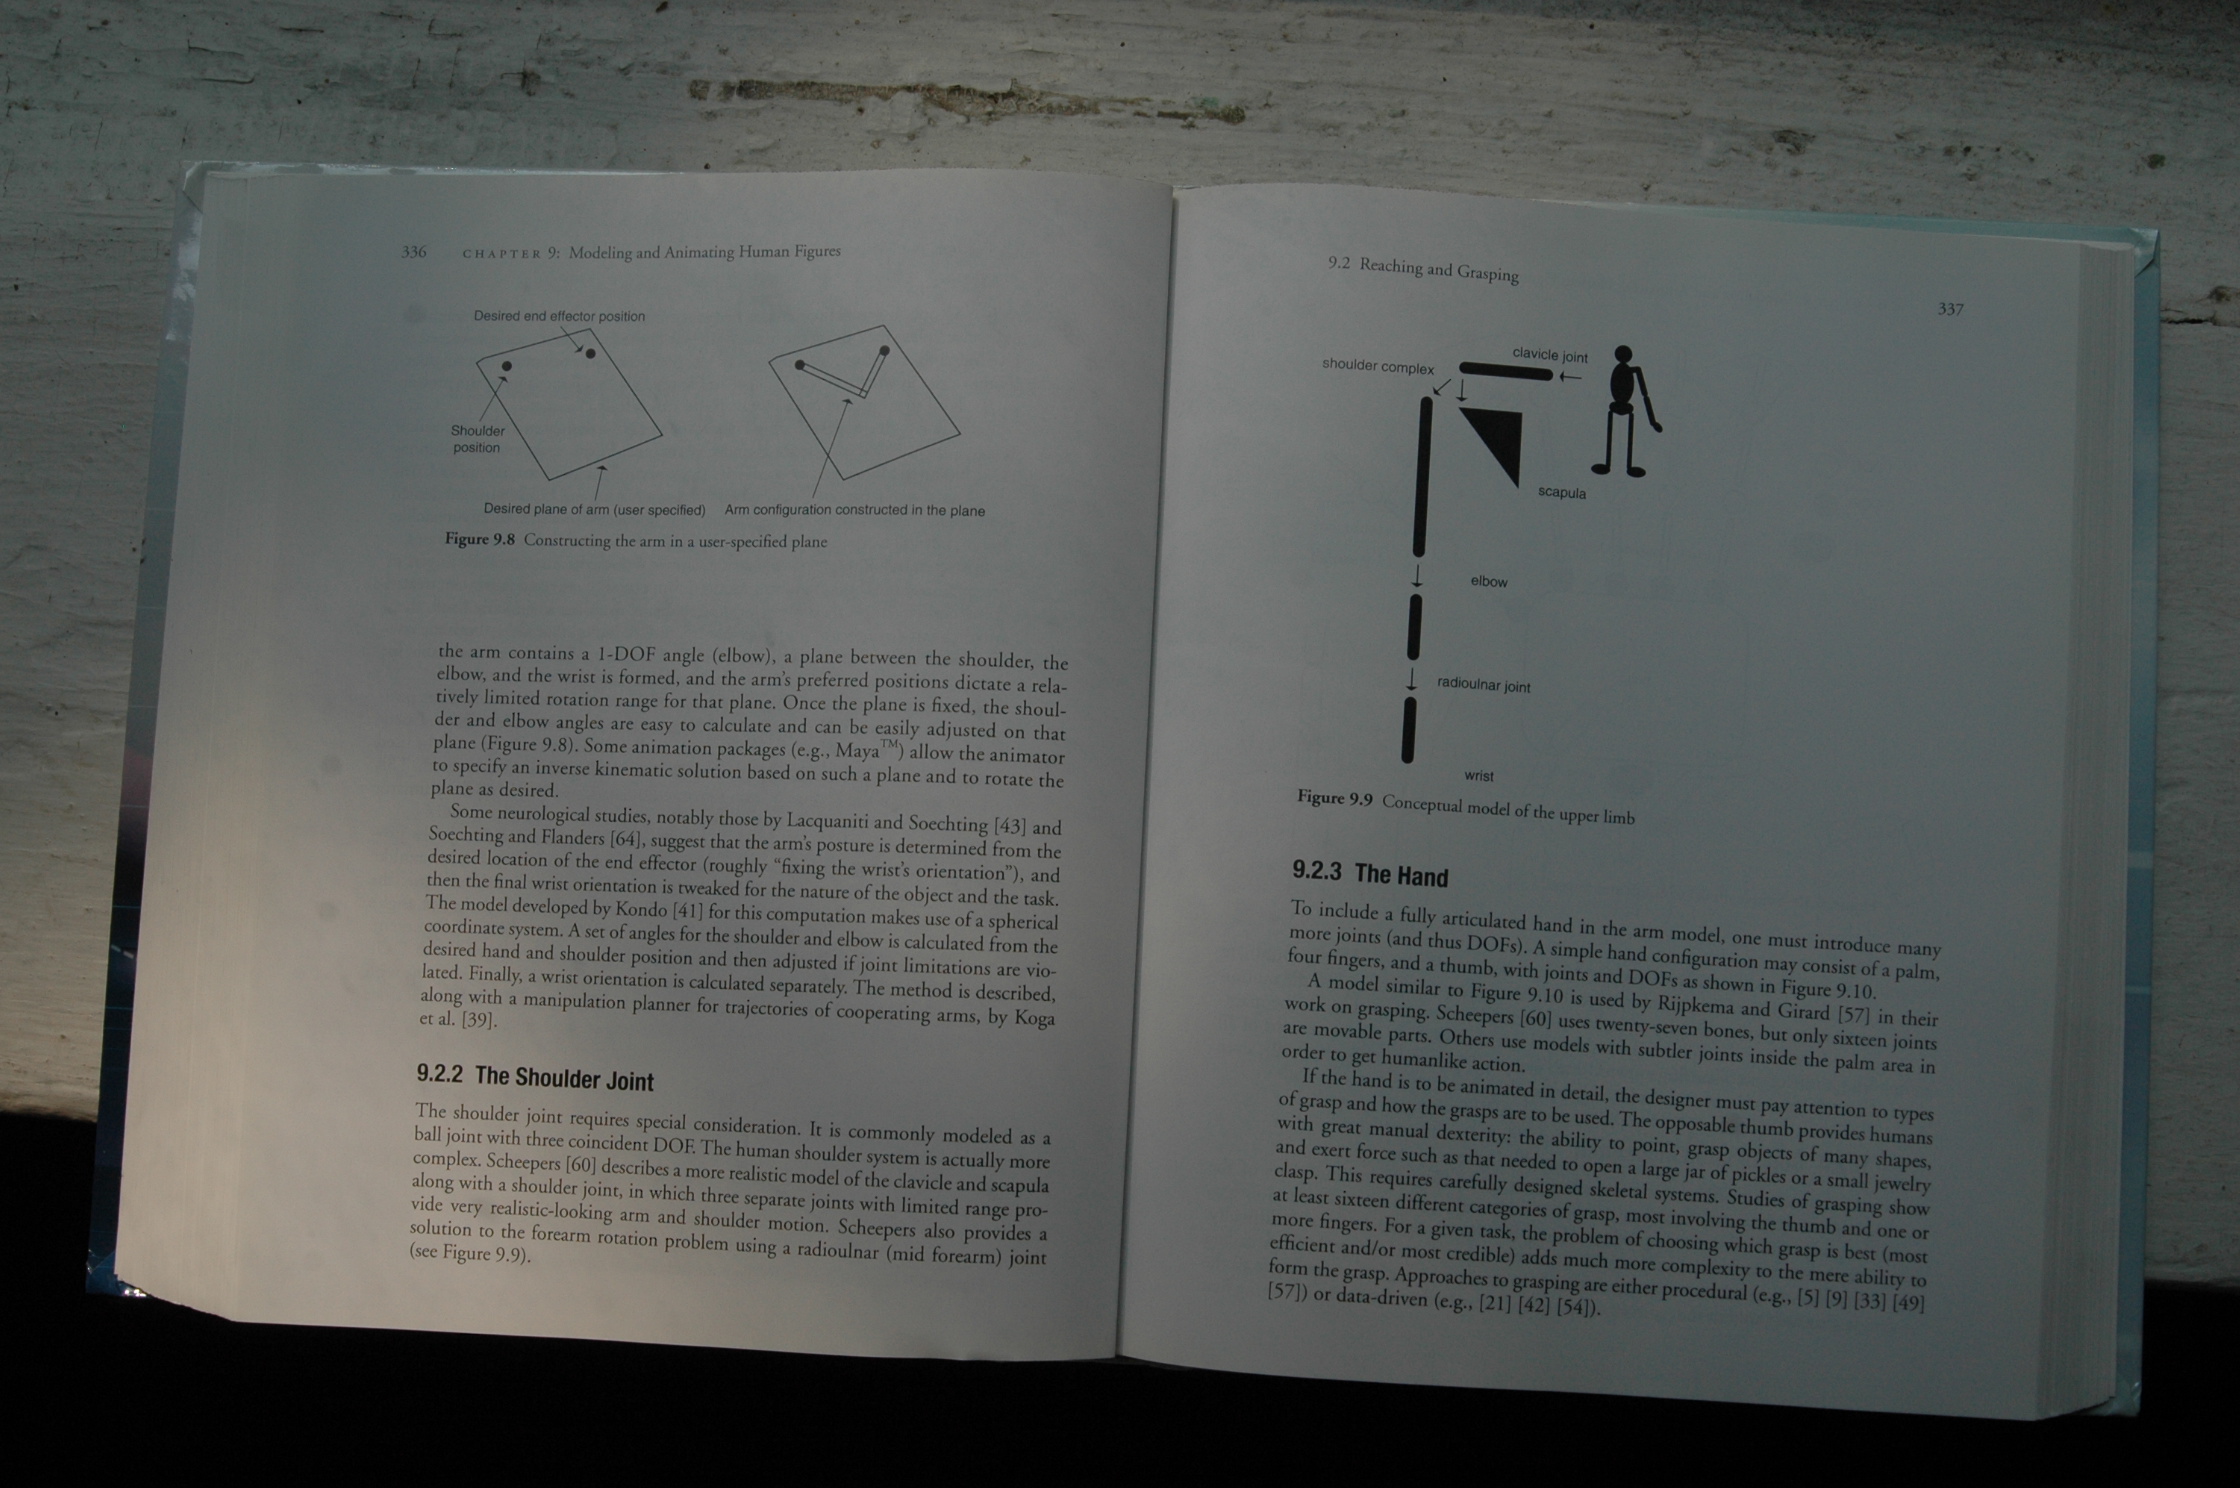 336 CHAPTER 9: Modeling and Animating Human Figures
Desired end effector position
Shoulder
position
Desired plane of arm (user specified)
Arm configuration constructed in the plane
Figure 9.8 Constructing the arm in a user-specified plane
the arm contains a 1-DOF angle (elbow), a plane between the shoulder, the
elbow, and the wrist is formed, and the arm's preferred positions dictate a rela-
tively limited rotation range for that plane. Once the plane is fixed, the shoul-
der and elbow angles are easy to calculate and can be easily adjusted on that
plane (Figure 9.8). Some animation packages (e.g., Maya™) allow the animator
to specify an inverse kinematic solution based on such a plane and to rotate the
plane as desired.
Some neurological studies, notably those by Lacquaniti and Soechting [43] and
Soechting and Flanders [64], suggest that the arm's posture is determined from the
desired location of the end effector (roughly "fixing the wrist's orientation"), and
then the final wrist orientation is tweaked for the nature of the object and the task.
The model developed by Kondo [41] for this computation makes use of a spherical
coordinate system. A set of angles for the shoulder and elbow is calculated from the
desired hand and shoulder position and then adjusted if joint limitations are vio-
lated. Finally, a wrist orientation is calculated separately. The method is described,
along with a manipulation planner for trajectories of cooperating arms, by Koga
et al. [39].
9.2.2 The Shoulder Joint
The shoulder joint requires special consideration. It is commonly modeled as a
ball joint with three coincident DOF. The human shoulder system is actually more
complex. Scheepers [60] describes a more realistic model of the clavicle and scapula
along with a shoulder joint, in which three separate joints with limited range pro-
vide very realistic-looking arm and shoulder motion. Scheepers also provides a
solution to the forearm rotation problem using a radioulnar (mid forearm) joint
(see Figure 9.9).
9.2 Reaching and Grasping
337
clavicle joint
shoulder complex
scapula
elbow
radioulnar joint
wrist
Figure 9.9 Conceptual model of the upper limb
9.2.3 The Hand
To include a fully articulated hand in the arm model, one must introduce many
more joints (and thus DOFs). A simple hand configuration may consist of a palm,
four fingers, and a thumb, with joints and DOFs as shown in Figure 9.10.
A model similar to Figure 9.10 is used by Rijpkema and Girard [57] in their
work on grasping. Scheepers [60] uses twenty-seven bones, but only sixteen joints
are movable parts. Others use models with subtler joints inside the palm area in
order to get humanlike action.
If the hand is to be animated in detail, the designer must pay attention to types
of grasp and how the grasps are to be used. The opposable thumb provides humans
with great manual dexterity: the ability to point, grasp objects of many shapes,
and exert force such as that needed to open a large jar of pickles or a small jewelry
clasp. This requires carefully designed skeletal systems. Studies of grasping show
at least sixteen different categories of grasp, most involving the thumb and one or
more fingers. For a given task, the problem of choosing which grasp is best (most
efficient and/or most credible) adds much more complexity to the mere ability to
form the grasp. Approaches to grasping are either procedural (e.g., [5] [9] [33] [49]
[57]) or data-driven (e.g., [21] [42] [54]).